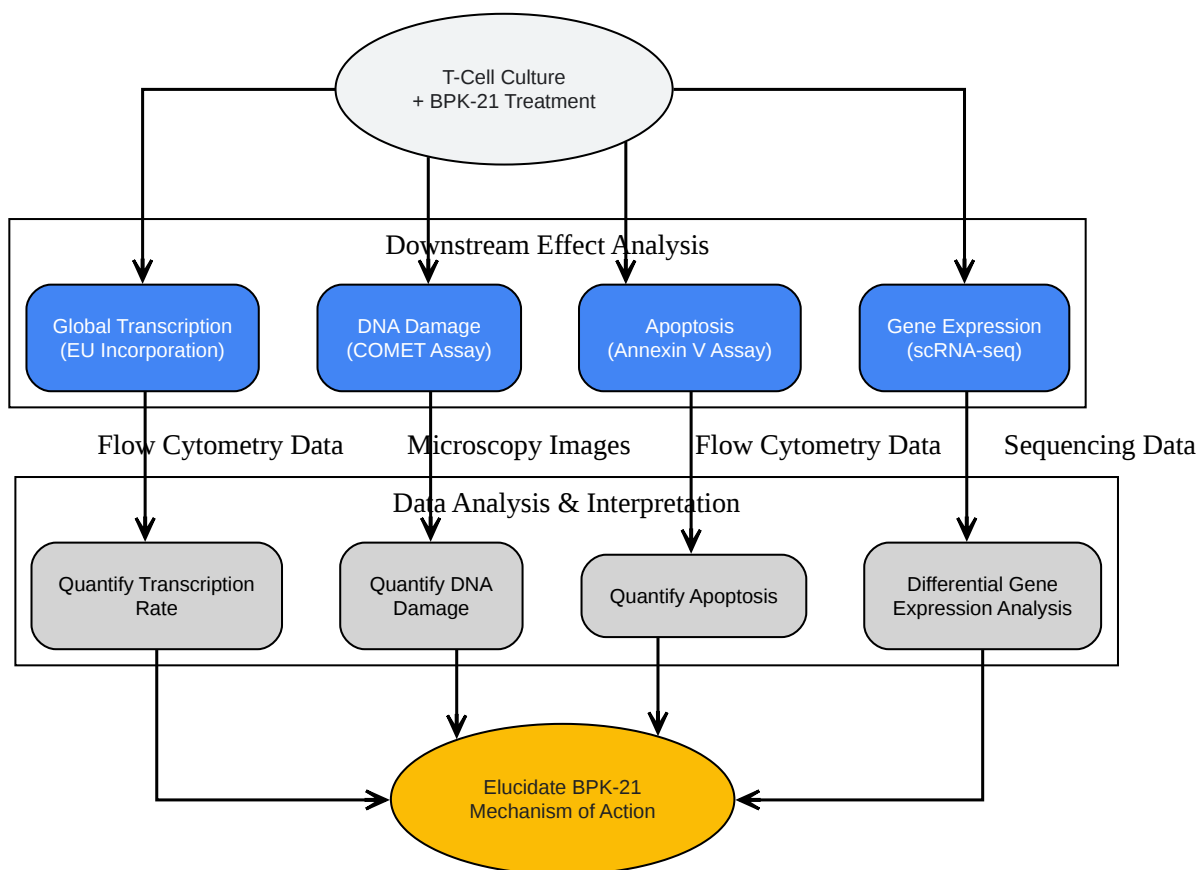 T-Cell Culture
+ BPK-21 Treatment
Downstream Effect Analysis
Global Transcription
(EU Incorporation)
DNA Damage
(COMET Assay)
Apoptosis
(Annexin V Assay)
Gene Expression
(scRNA-seq)
Flow Cytometry Data
Microscopy Images
Flow Cytometry Data
Sequencing Data
Data Analysis & Interpretation
Quantify Transcription
Rate
Quantify DNA
Damage
Quantify Apoptosis
Differential Gene
Expression Analysis
Elucidate BPK-21
Mechanism of Action